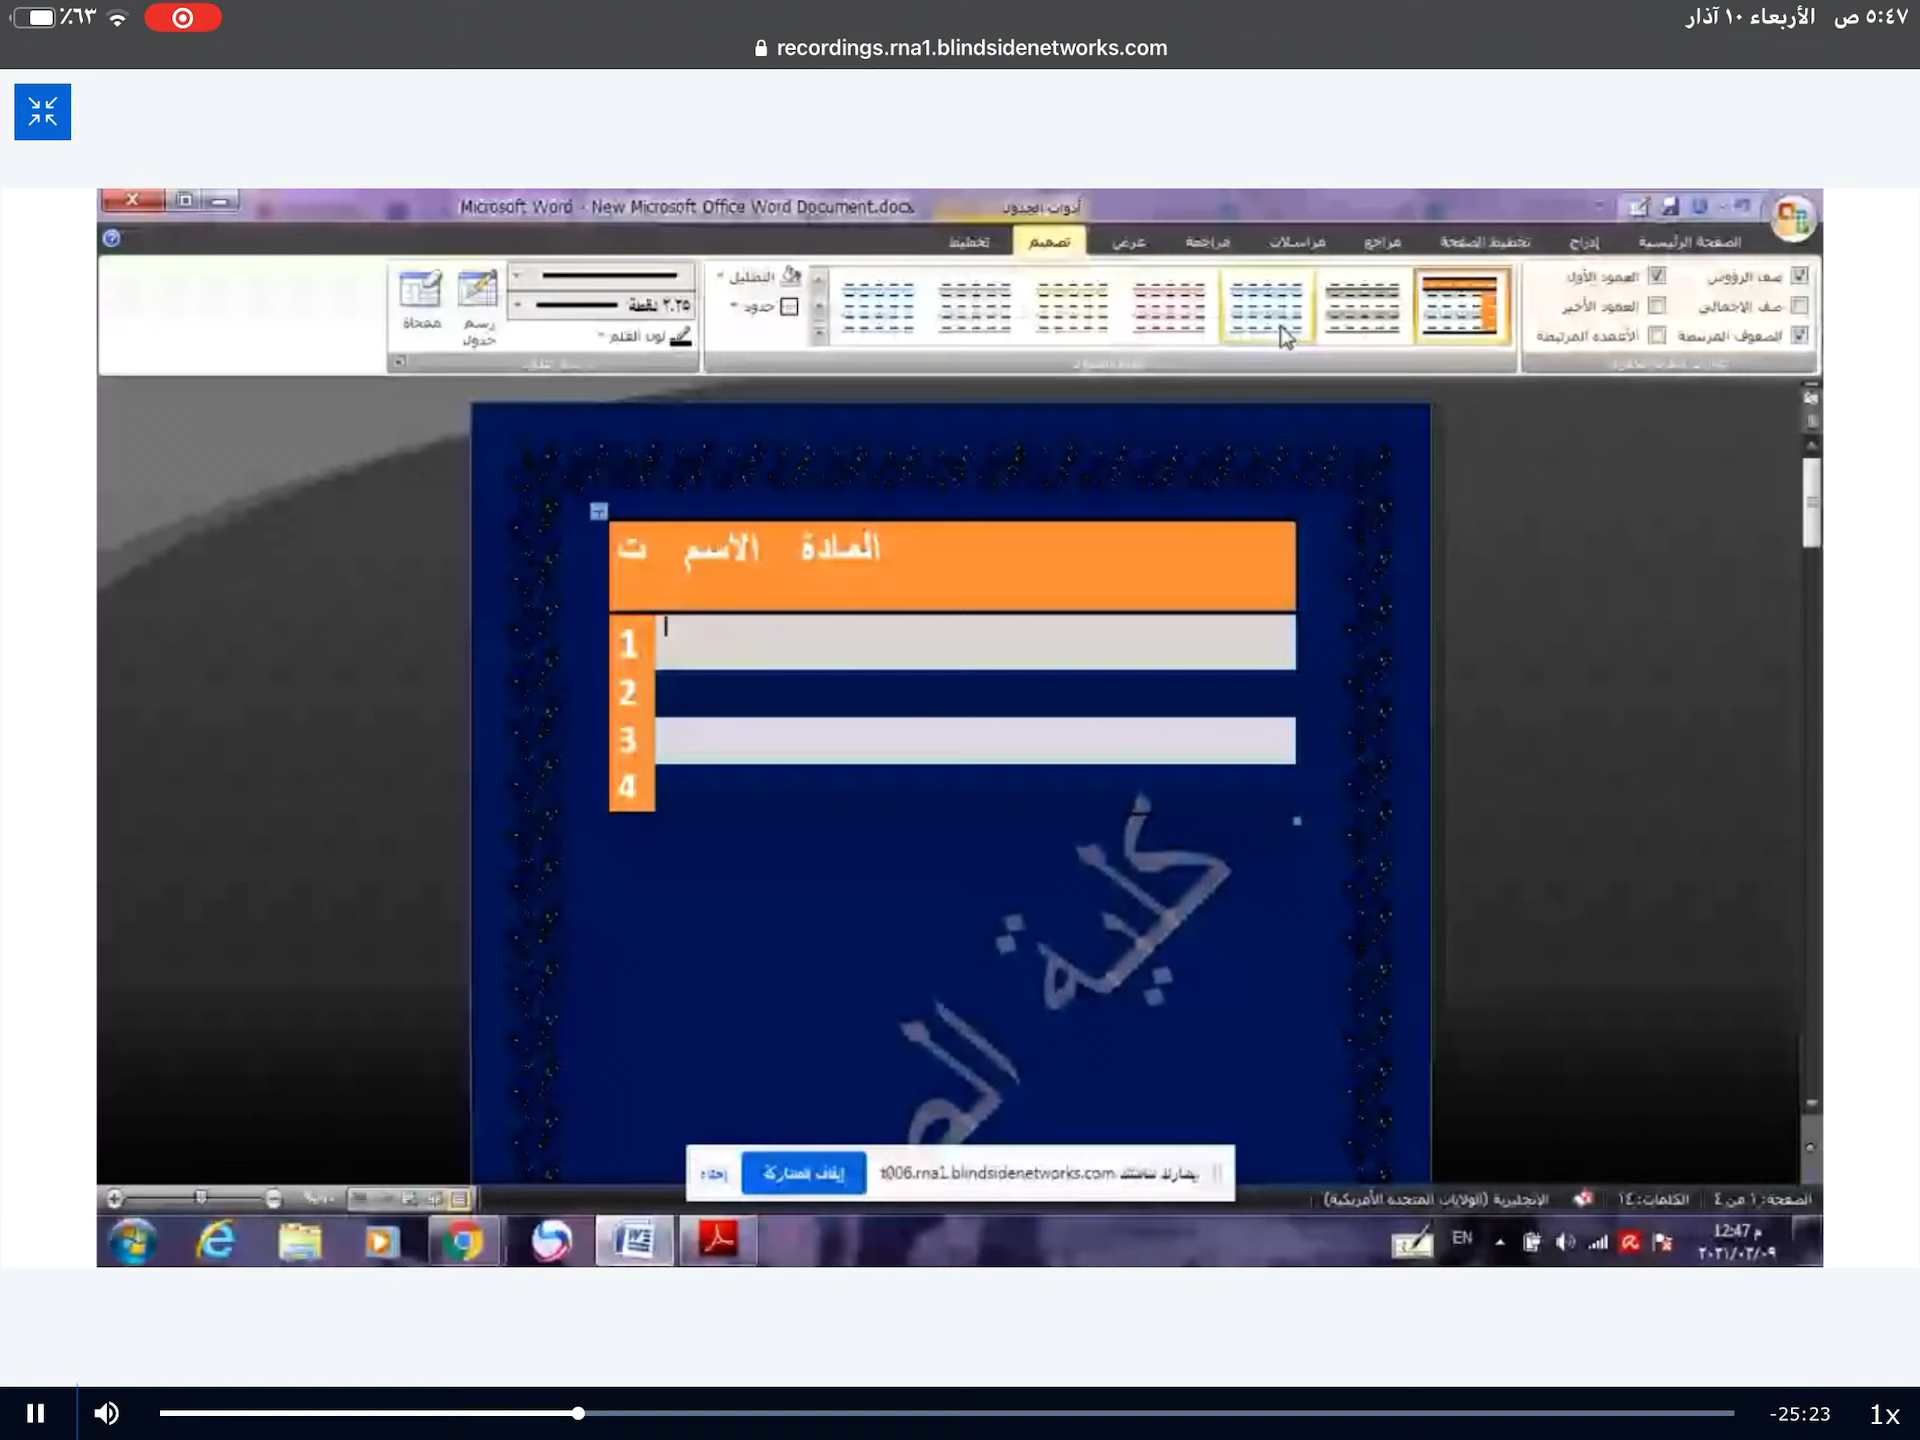 ٥:٤٧ ص الأربعاء ١٠ آذار
٪٦٣
recordings.rna1.blindsidenetworks.com
Microsoft Word - New Microsoft Office Word Document.docx
أدوات الجدول
الصفحة الرئيسية إدراج تخطيط الصفحة مراجع مراسلات مراجعة عرض تصميم تخطيط
صف الرؤوس العمود الأول
صف الاجمالي العمود الأخير
الصفوف المرتبطة الأعمدة المرتبطة
التظليل
حدود
٢.٢٥ نقطة
لون القلم
رسم جدول
ممحاة
ت الاسم المادة
1
2
3
4
كلية
الم
t006.rna1.blindsidenetworks.com
إيقاف المشاركة
إخفاء
الصفحة: ١ من ٤ الكلمات: ١٤ الإنجليزية (الولايات المتحدة الأمريكية)
EN
12:47 م
٢٠٢١/٠٣/٠٩
-25:23
1x